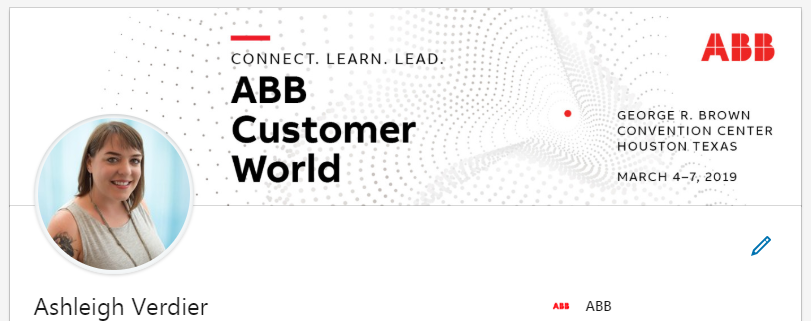 CONNECT. LEARN. LEAD.
ABB
Customer
World
ABB
GEORGE R. BROWN
CONVENTION CENTER
HOUSTON TEXAS
MARCH 4–7, 2019
Ashleigh Verdier
ABB ABB